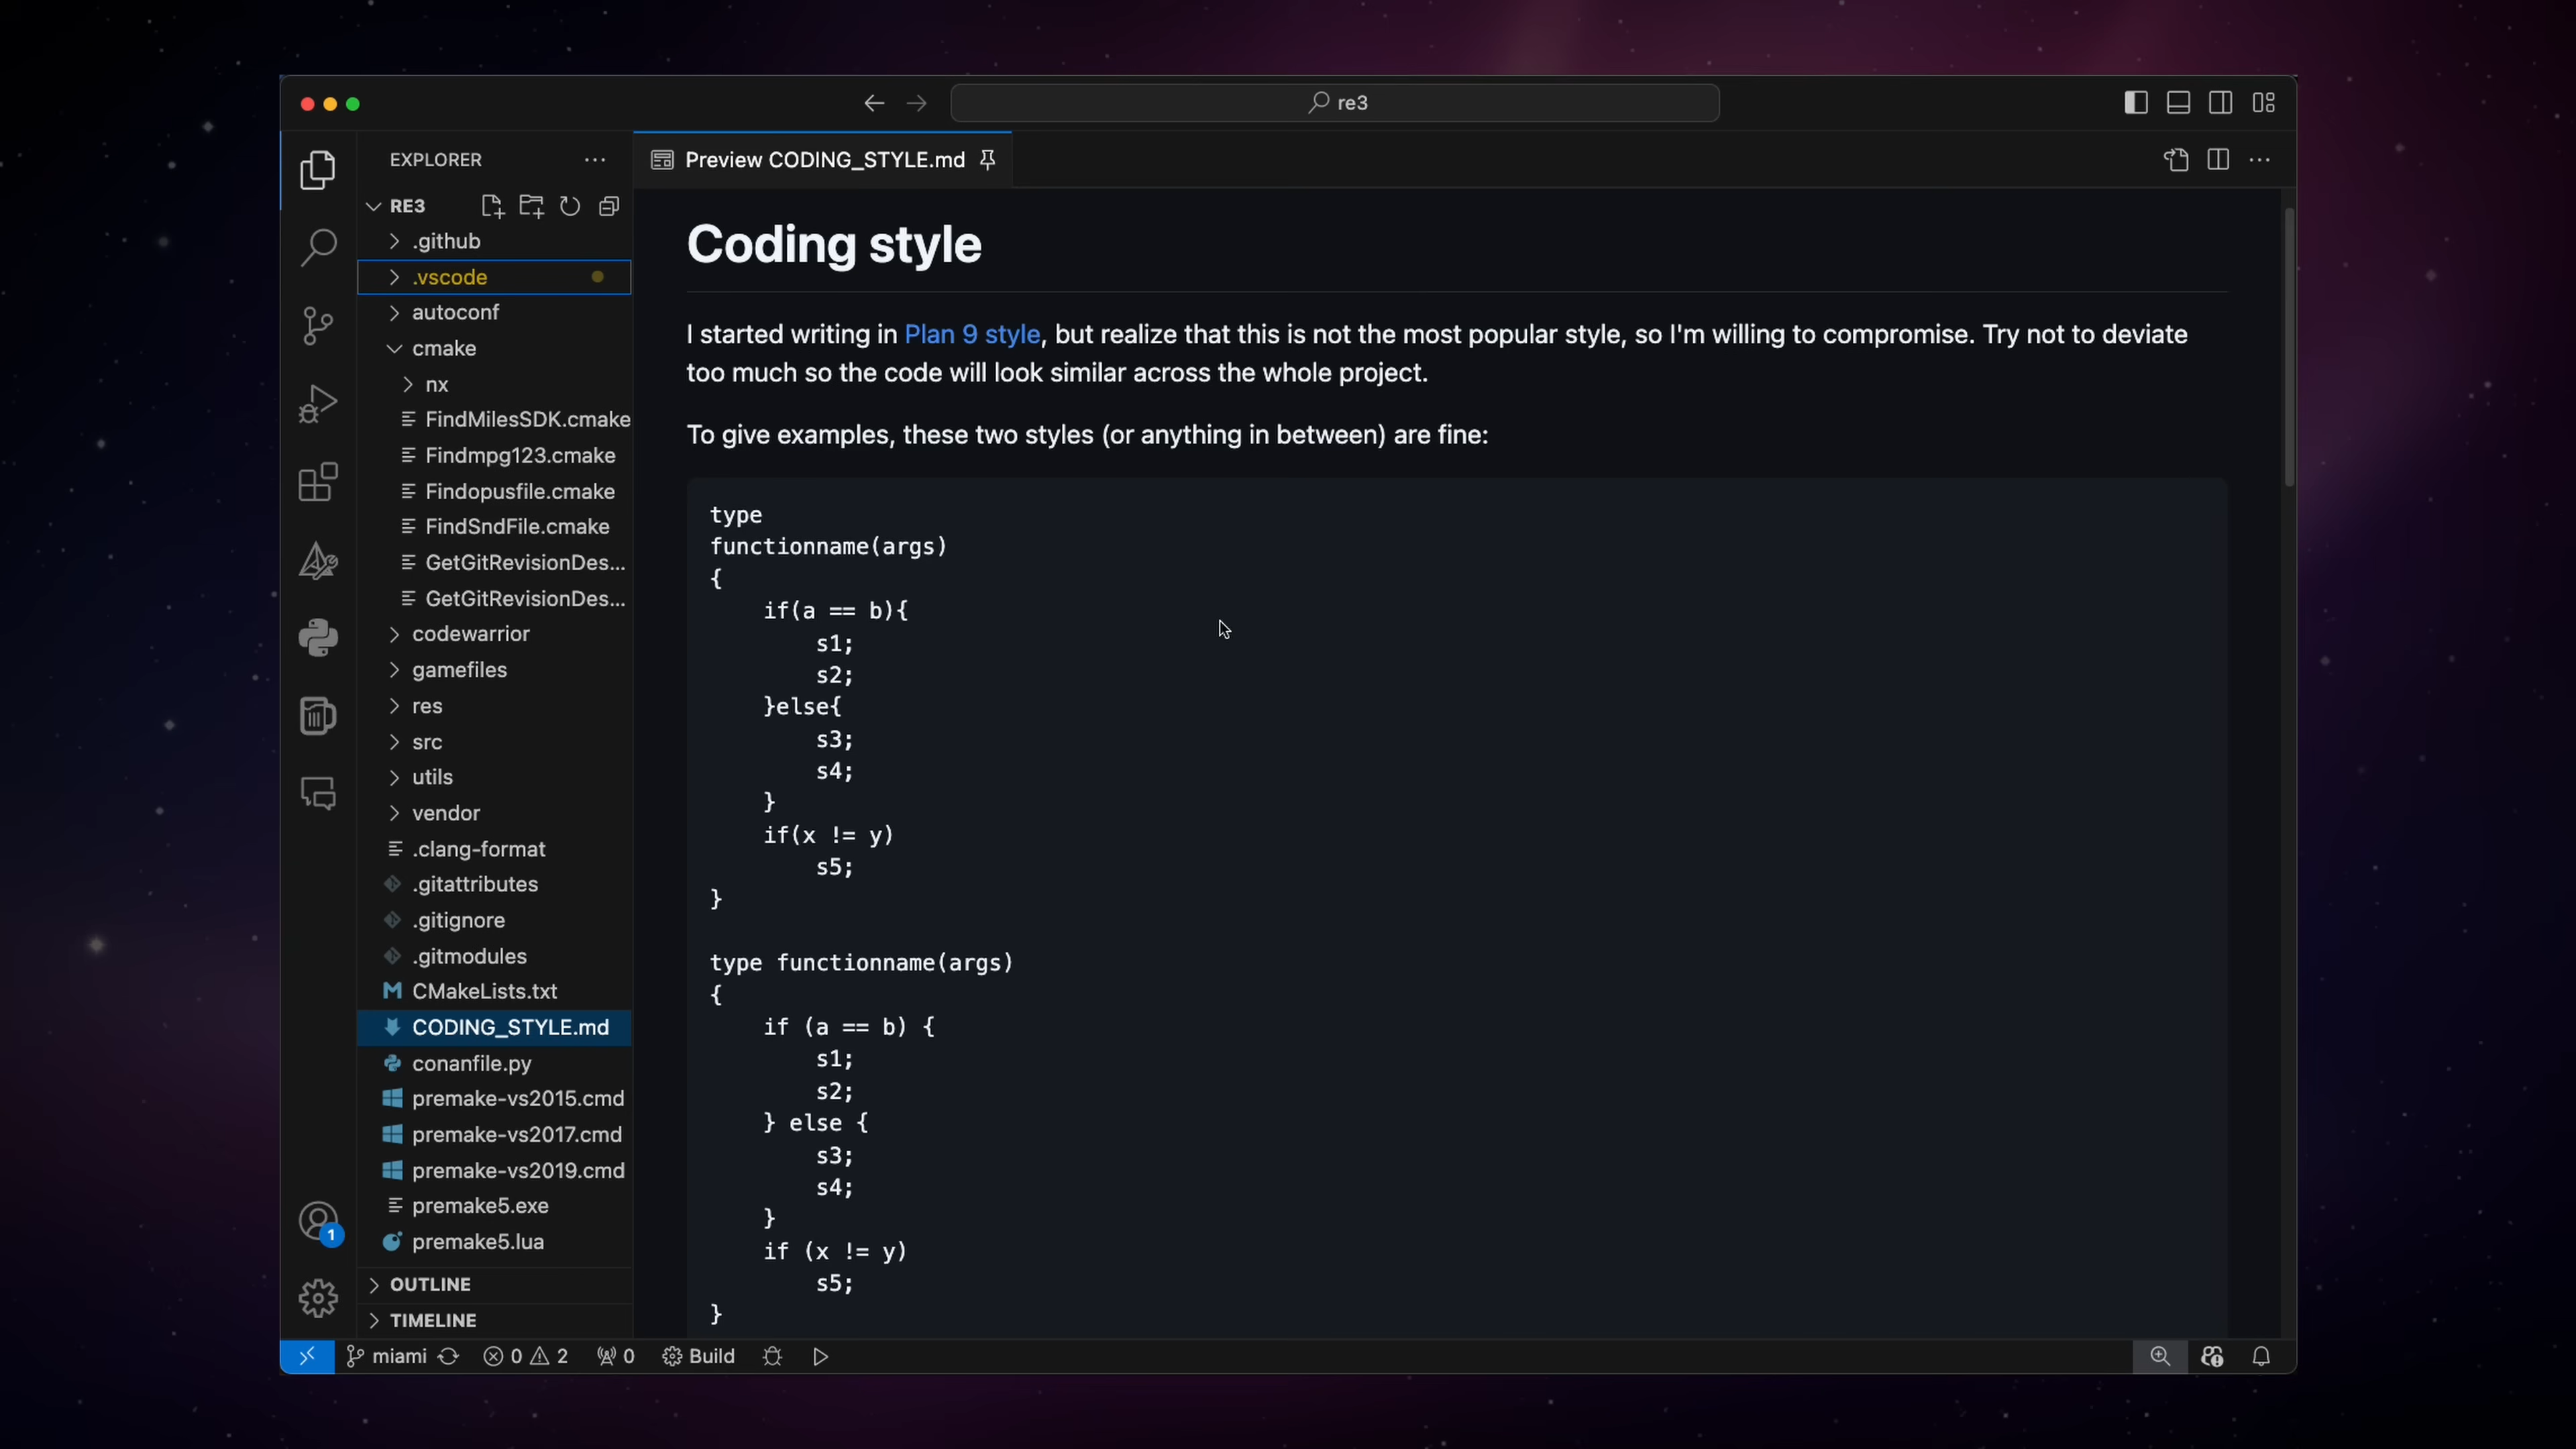 re3
EXPLORER
RE3
.github
.vscode
autoconf
cmake
nx
FindMilesSDK.cmake
Findmpg123.cmake
Findopusfile.cmake
FindSndFile.cmake
GetGitRevisionDes...
GetGitRevisionDes...
codewarrior
gamefiles
res
src
utils
vendor
.clang-format
.gitattributes
.gitignore
.gitmodules
CMakeLists.txt
CODING_STYLE.md
conanfile.py
premake-vs2015.cmd
premake-vs2017.cmd
premake-vs2019.cmd
premake5.exe
premake5.lua
OUTLINE
TIMELINE
1
Preview CODING_STYLE.md
Coding style
I started writing in Plan 9 style, but realize that this is not the most popular style, so I'm willing to compromise. Try not to deviate
too much so the code will look similar across the whole project.
To give examples, these two styles (or anything in between) are fine:
type
functionname(args)
{
    if(a == b){
        s1;
        s2;
    }else{
        s3;
        s4;
    }
    if(x != y)
        s5;
}
type functionname(args)
{
    if (a == b) {
        s1;
        s2;
    } else {
        s3;
        s4;
    }
    if (x != y)
        s5;
}
miami 0 2 0 Build